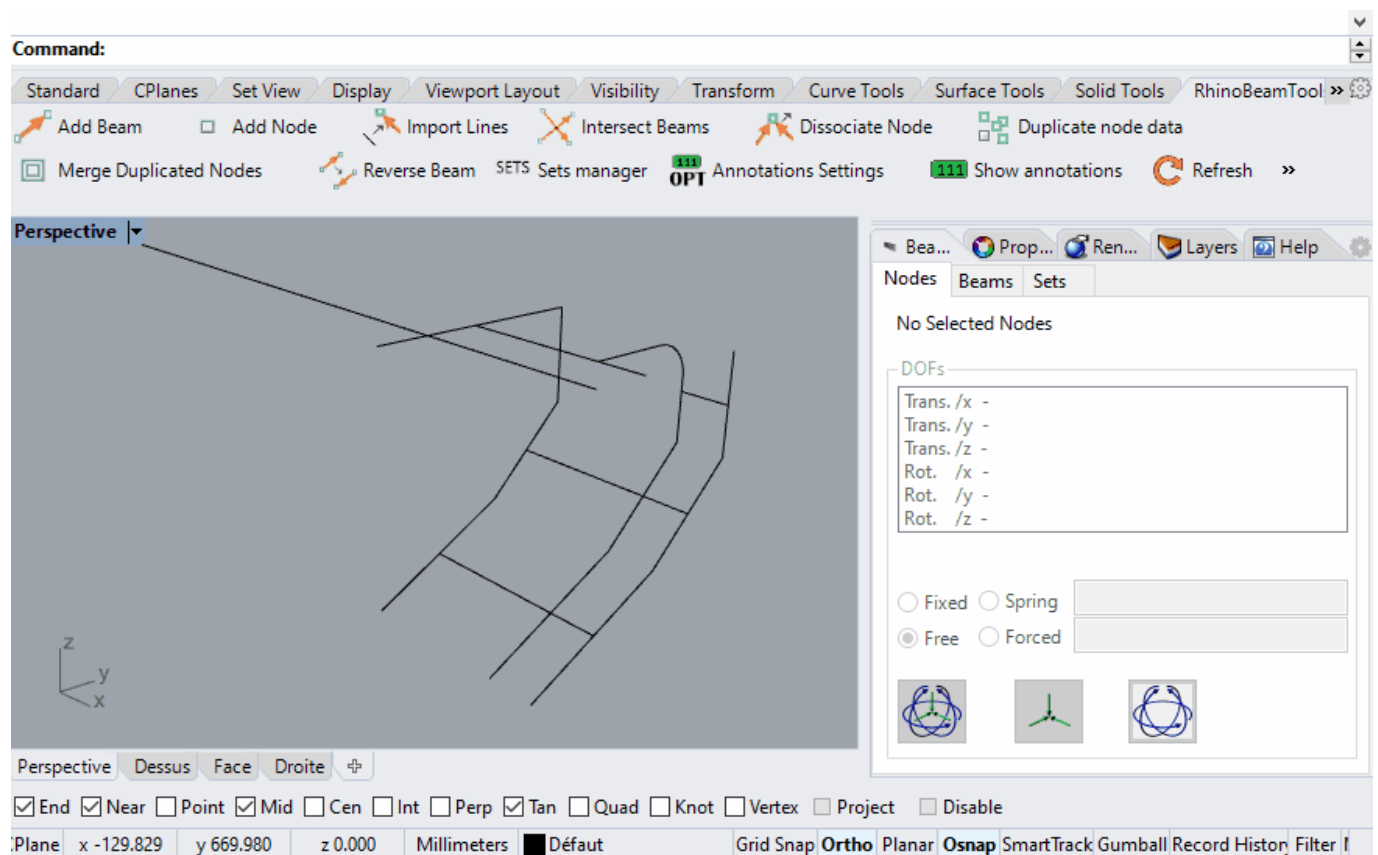 Command:
Standard CPlanes Set View Display Viewport Layout Visibility Transform Curve Tools Surface Tools Solid Tools RhinoBeamTool »
Add Beam Add Node Import Lines Intersect Beams Dissociate Node Duplicate node data
Merge Duplicated Nodes Reverse Beam SETS Sets manager 111 OPT Annotations Settings 111 Show annotations Refresh »
Perspective
z
y
x
Bea... Prop... Ren... Layers Help
Nodes Beams Sets
No Selected Nodes
DOFs
Trans. /x -
Trans. /y -
Trans. /z -
Rot. /x -
Rot. /y -
Rot. /z -
Fixed Spring
Free Forced
Perspective Dessus Face Droite
End Near Point Mid Cen Int Perp Tan Quad Knot Vertex Project Disable
CPlane x -129.829 y 669.980 z 0.000 Millimeters Défaut Grid Snap Ortho Planar Osnap SmartTrack Gumball Record History Filter